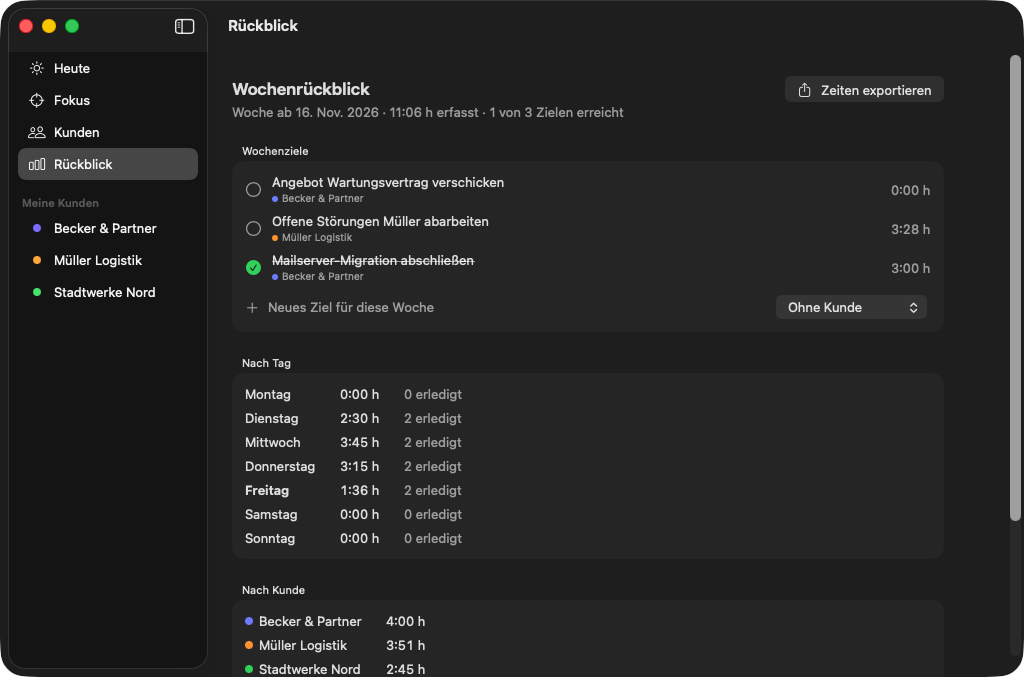 Rückblick
Heute
Fokus
Kunden
Rückblick
Meine Kunden
Becker & Partner
Müller Logistik
Stadtwerke Nord
Wochenrückblick
Woche ab 16. Nov. 2026 · 11:06 h erfasst · 1 von 3 Zielen erreicht
Zeiten exportieren
Wochenziele
Angebot Wartungsvertrag verschicken
Becker & Partner
0:00 h
Offene Störungen Müller abarbeiten
Müller Logistik
3:28 h
Mailserver-Migration abschließen
Becker & Partner
3:00 h
Neues Ziel für diese Woche
Ohne Kunde
Nach Tag
Montag 0:00 h 0 erledigt
Dienstag 2:30 h 2 erledigt
Mittwoch 3:45 h 2 erledigt
Donnerstag 3:15 h 2 erledigt
Freitag 1:36 h 2 erledigt
Samstag 0:00 h 0 erledigt
Sonntag 0:00 h 0 erledigt
Nach Kunde
Becker & Partner 4:00 h
Müller Logistik 3:51 h
Stadtwerke Nord 2:45 h